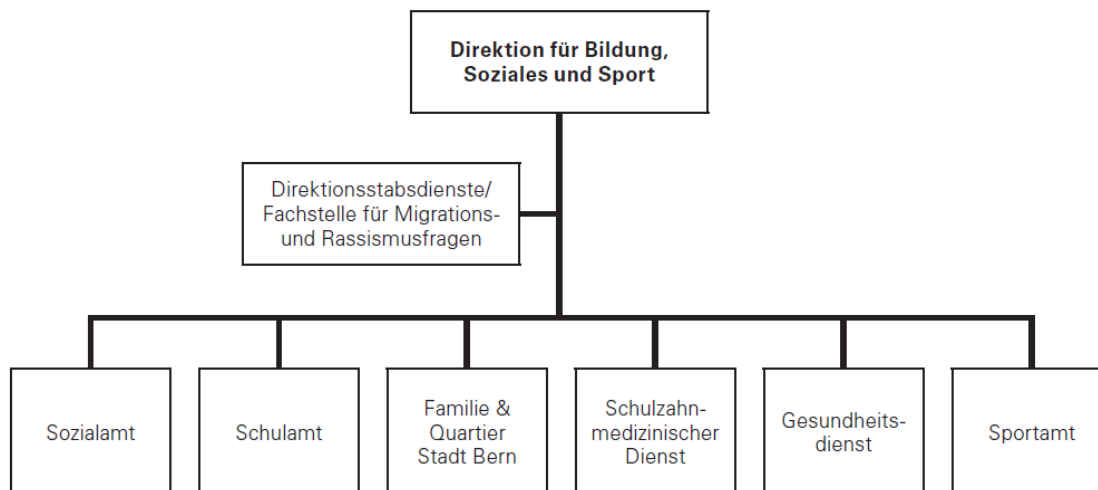 Direktion für Bildung,
Soziales und Sport
Direktionsstabsdienste/
Fachstelle für Migrations-
und Rassismusfragen
Sozialamt
Schulamt
Familie &
Quartier
Stadt Bern
Schulzahn-
medizinischer
Dienst
Gesundheits-
dienst
Sportamt